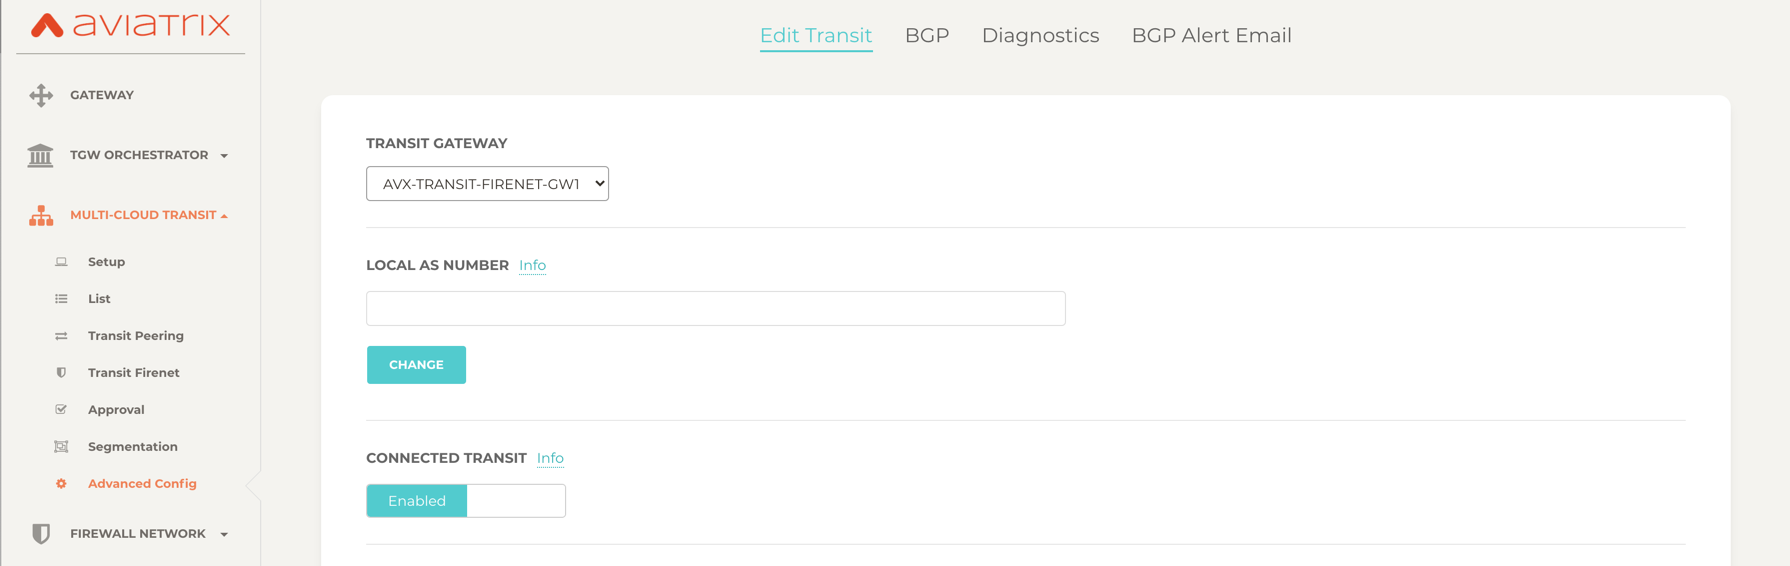 aviatrix
GATEWAY
TGW ORCHESTRATOR
MULTI-CLOUD TRANSIT
Setup
List
Transit Peering
Transit Firenet
Approval
Segmentation
Advanced Config
FIREWALL NETWORK
Edit Transit BGP Diagnostics BGP Alert Email
TRANSIT GATEWAY
AVX-TRANSIT-FIRENET-GW1
LOCAL AS NUMBER Info
CHANGE
CONNECTED TRANSIT Info
Enabled